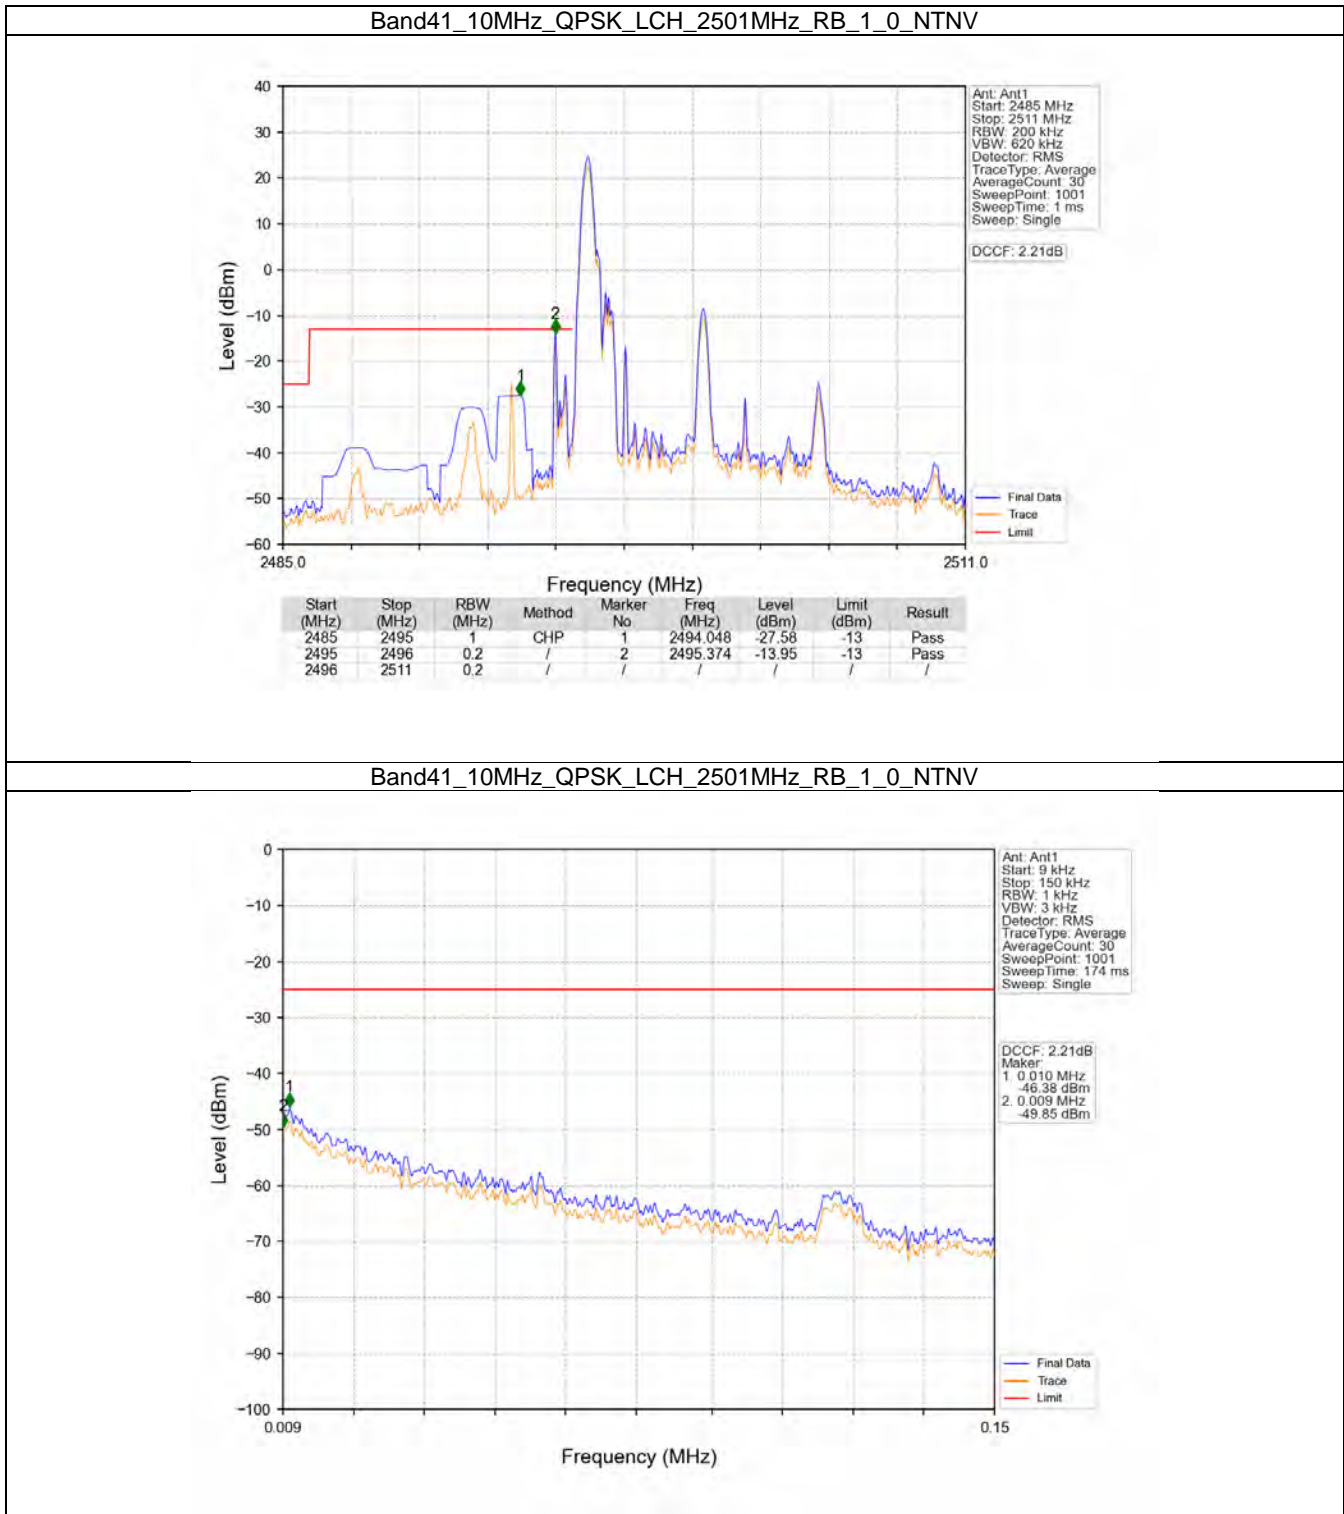 Band41_10MHz_QPSK_LCH_2501MHz_RB_1_0_NTNV
40
30
20
10
0
−10
−20
−30
−40
−50
−60
Level (dBm)
2
1
2485.0
2511.0
Frequency (MHz)
Ant: Ant1
Start: 2485 MHz
Stop: 2511 MHz
RBW: 200 kHz
VBW: 620 kHz
Detector: RMS
TraceType: Average
AverageCount: 30
SweepPoint: 1001
SweepTime: 1 ms
Sweep: Single
DCCF: 2.21dB
Final Data
Trace
Limit
Start (MHz) Stop (MHz) RBW (MHz) Method Marker No Freq (MHz) Level (dBm) Limit (dBm) Result
2485 2495 1 CHP 1 2494.048 -27.58 -13 Pass
2495 2496 0.2 / 2 2495.374 -13.95 -13 Pass
2496 2511 0.2 / / / / / /
Band41_10MHz_QPSK_LCH_2501MHz_RB_1_0_NTNV
0
−10
−20
−30
−40
−50
−60
−70
−80
−90
−100
Level (dBm)
1
2
0.009
0.15
Frequency (MHz)
Ant: Ant1
Start: 9 kHz
Stop: 150 kHz
RBW: 1 kHz
VBW: 3 kHz
Detector: RMS
TraceType: Average
AverageCount: 30
SweepPoint: 1001
SweepTime: 174 ms
Sweep: Single
DCCF: 2.21dB
Maker:
1. 0.010 MHz
-46.38 dBm
2. 0.009 MHz
-49.85 dBm
Final Data
Trace
Limit